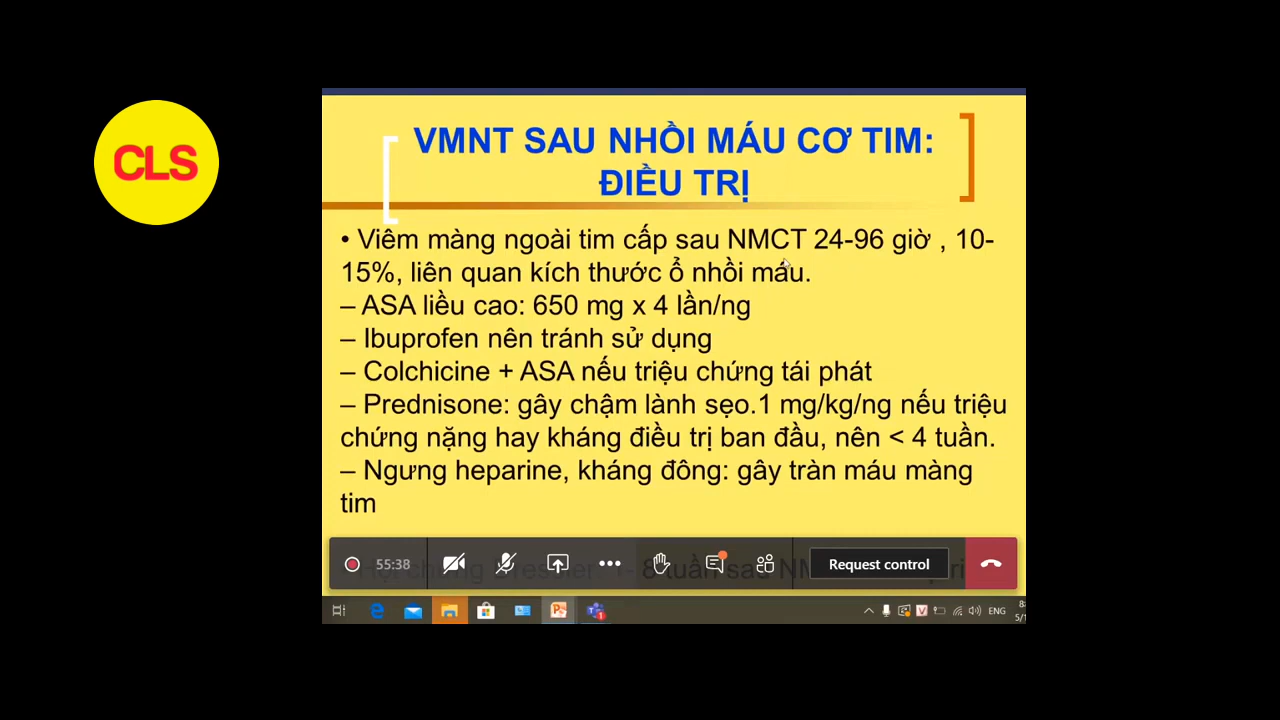 CLS
VMNT SAU NHỒI MÁU CƠ TIM:
ĐIỀU TRỊ
• Viêm màng ngoài tim cấp sau NMCT 24-96 giờ , 10-
15%, liên quan kích thước ổ nhồi máu.
– ASA liều cao: 650 mg x 4 lần/ng
– Ibuprofen nên tránh sử dụng
– Colchicine + ASA nếu triệu chứng tái phát
– Prednisone: gây chậm lành sẹo.1 mg/kg/ng nếu triệu
chứng nặng hay kháng điều trị ban đầu, nên < 4 tuần.
– Ngưng heparine, kháng đông: gây tràn máu màng
tim
55:38
Request control
ENG